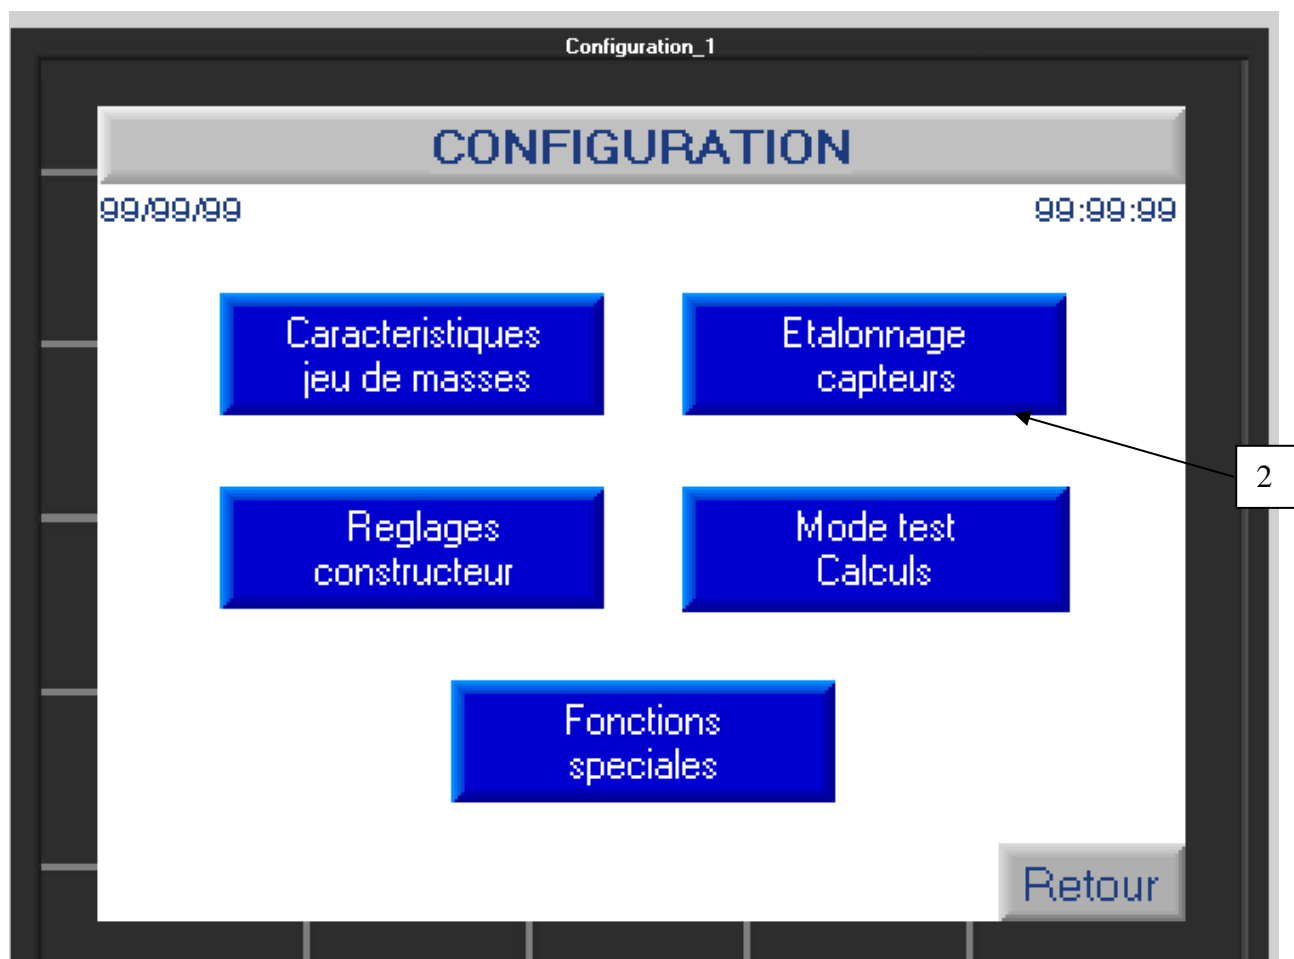 Configuration_1
CONFIGURATION
99/99/99
99:99:99
Caracteristiques
jeu de masses
Etalonnage
capteurs
2
Reglages
constructeur
Mode test
Calculs
Fonctions
speciales
Retour